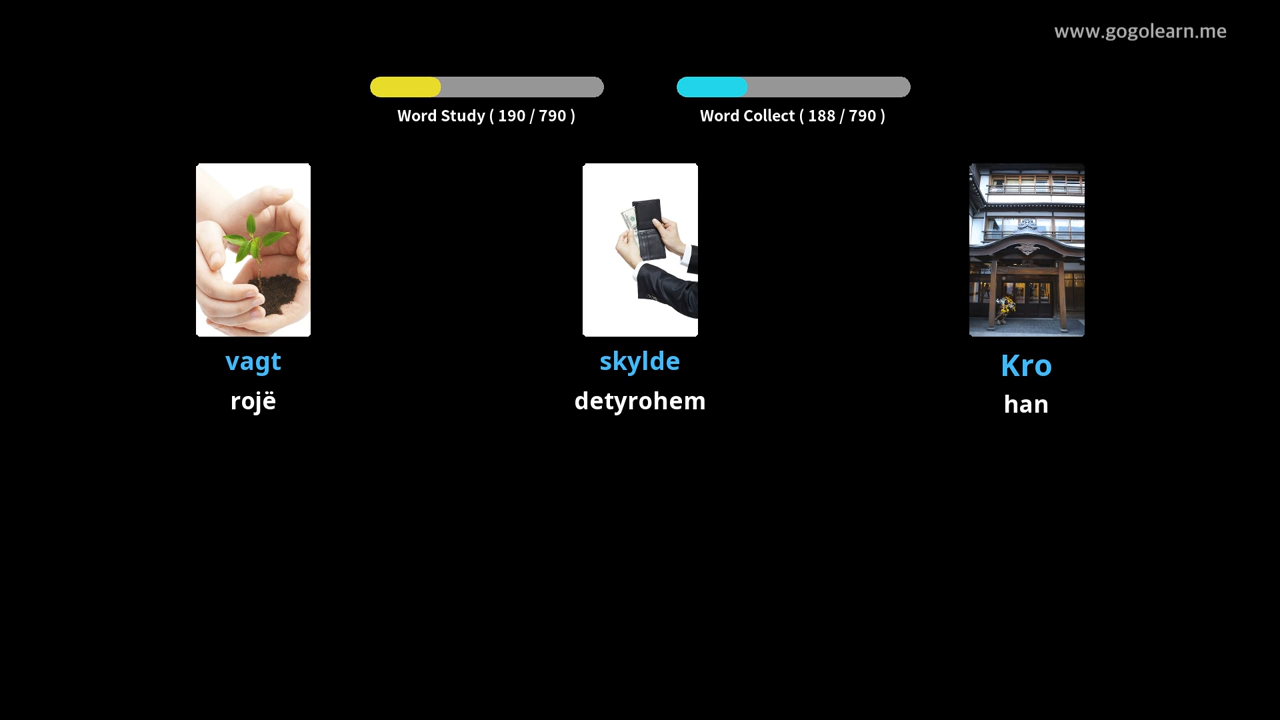 www.gogolearn.me
Word Study ( 190 / 790 )
Word Collect ( 188 / 790 )
vagt
rojë
skylde
detyrohem
Kro
han